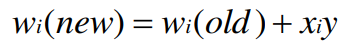 wi(new) = wi(old) + xiy